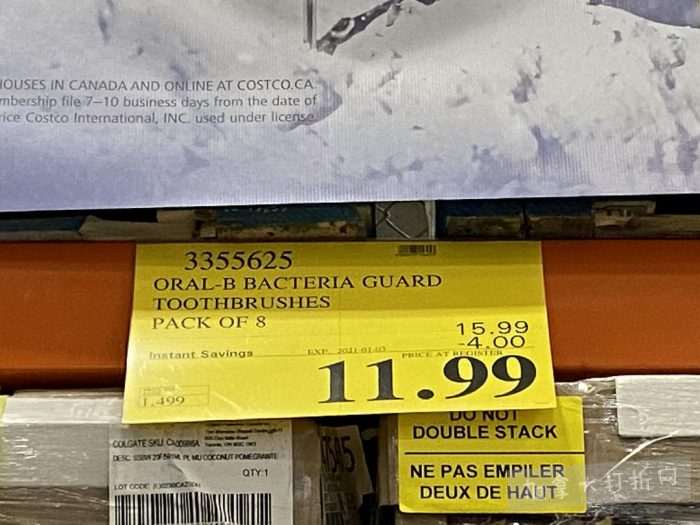 HOUSES IN CANADA AND ONLINE AT COSTCO.CA.
mbership file 7–10 business days from the date of
rice Costco International, INC. used under license.
3355625
ORAL-B BACTERIA GUARD
TOOTHBRUSHES
PACK OF 8
15.99
-4.00
Instant Savings EXP. 2021-01-03 PRICE AT REGISTER
11.99
1.499
COLGATE SKU
COCONUT POMEGRANTE
QTY:1
LOT CODE
DO NOT
DOUBLE STACK
NE PAS EMPILER
DEUX DE HAUT